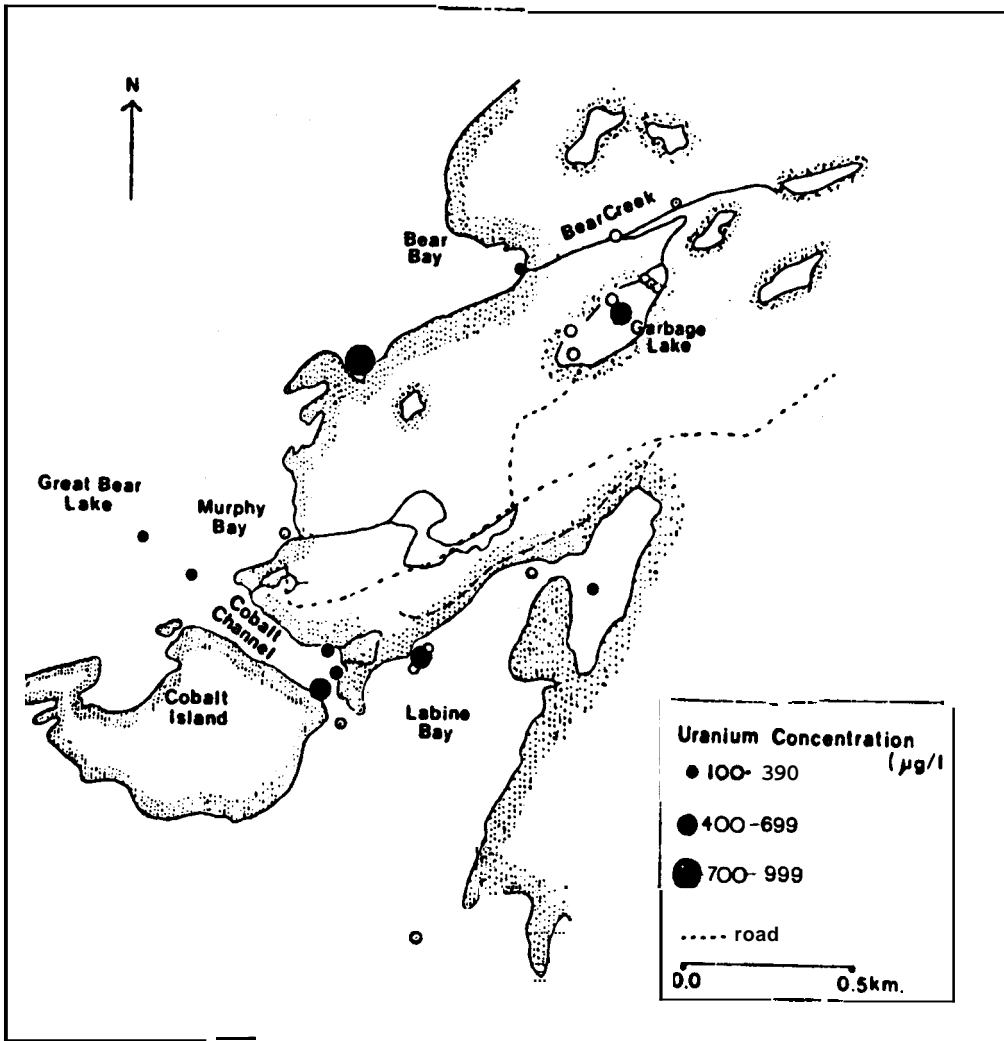 N
Bear Creek
Bear
Bay
Garbage
Lake
Great Bear
Lake
Murphy
Bay
Cobalt
Channel
Cobalt
Island
Labine
Bay
Uranium Concentration
(µg/l
100- 390
400-699
700-999
road
0.0 0.5km.